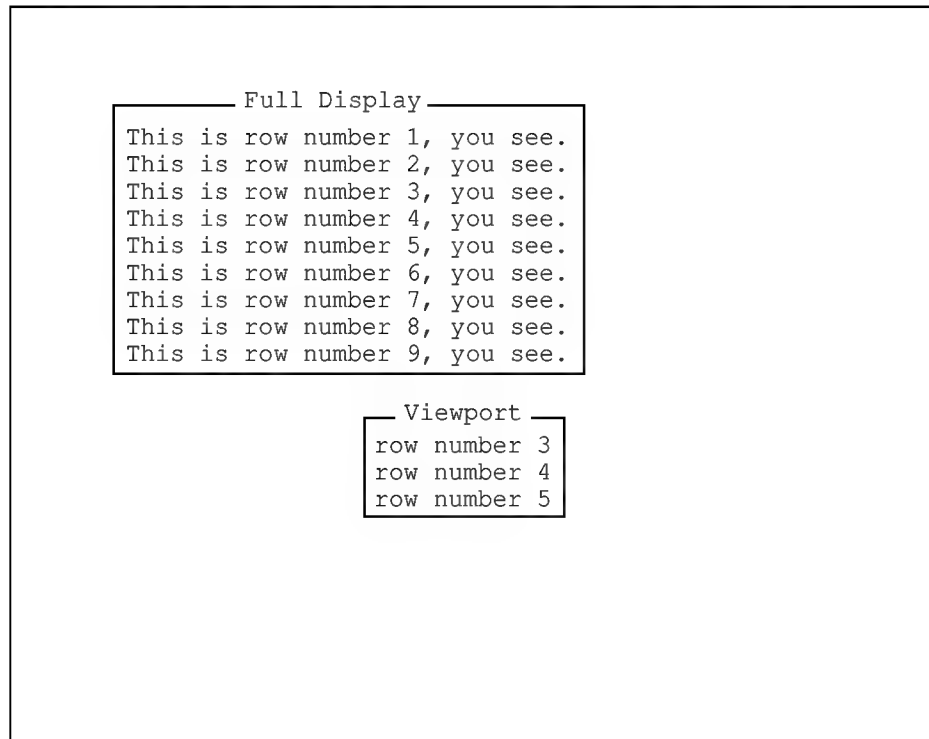 Full Display
This is row number 1, you see.
This is row number 2, you see.
This is row number 3, you see.
This is row number 4, you see.
This is row number 5, you see.
This is row number 6, you see.
This is row number 7, you see.
This is row number 8, you see.
This is row number 9, you see.
Viewport
row number 3
row number 4
row number 5